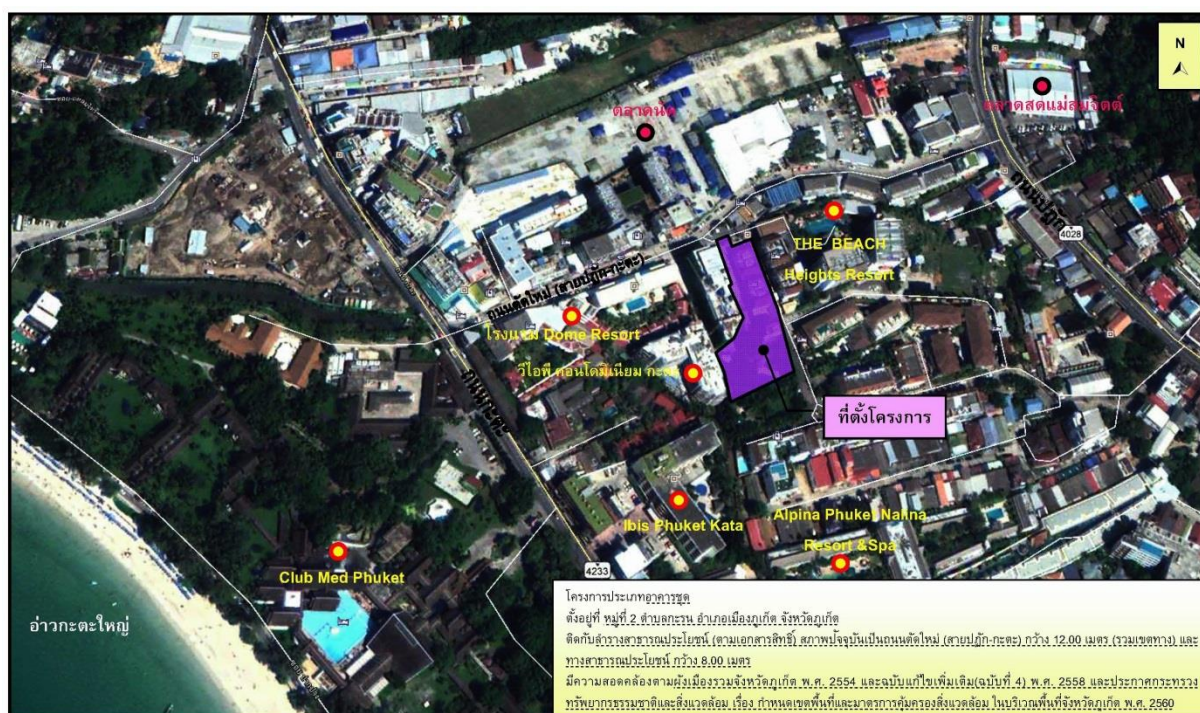 N
ตลาดสดแม่สมจิตต์
ตลาดนัด
ถนนปฏัก
4028
THE BEACH
Heights Resort
ถนนตัดใหม่ (สายปฏัก-กะตะ)
โรงแรม Dome Resort
วีไอพี คอนโดมิเนียม กะตะ
ถนนกะตะ
ที่ตั้งโครงการ
Ibis Phuket Kata
Alpina Phuket Nalina
Resort &Spa
Club Med Phuket
4233
อ่าวกะตะใหญ่
โครงการประเภทอาคารชุด
ตั้งอยู่ที่ หมู่ที่ 2 ตำบลกะรน อำเภอเมืองภูเก็ต จังหวัดภูเก็ต
ติดกับลำรางสาธารณประโยชน์ (ตามเอกสารสิทธิ์) สภาพปัจจุบันเป็นถนนตัดใหม่ (สายปฏัก-กะตะ) กว้าง 12.00 เมตร (รวมเขตทาง) และ
ทางสาธารณประโยชน์ กว้าง 8.00 เมตร
มีความสอดคล้องตามผังเมืองรวมจังหวัดภูเก็ต พ.ศ. 2554 และฉบับแก้ไขเพิ่มเติม(ฉบับที่ 4) พ.ศ. 2558 และประกาศกระทรวง
ทรัพยากรธรรมชาติและสิ่งแวดล้อม เรื่อง กำหนดเขตพื้นที่และมาตรการคุ้มครองสิ่งแวดล้อม ในบริเวณพื้นที่จังหวัดภูเก็ต พ.ศ. 2560